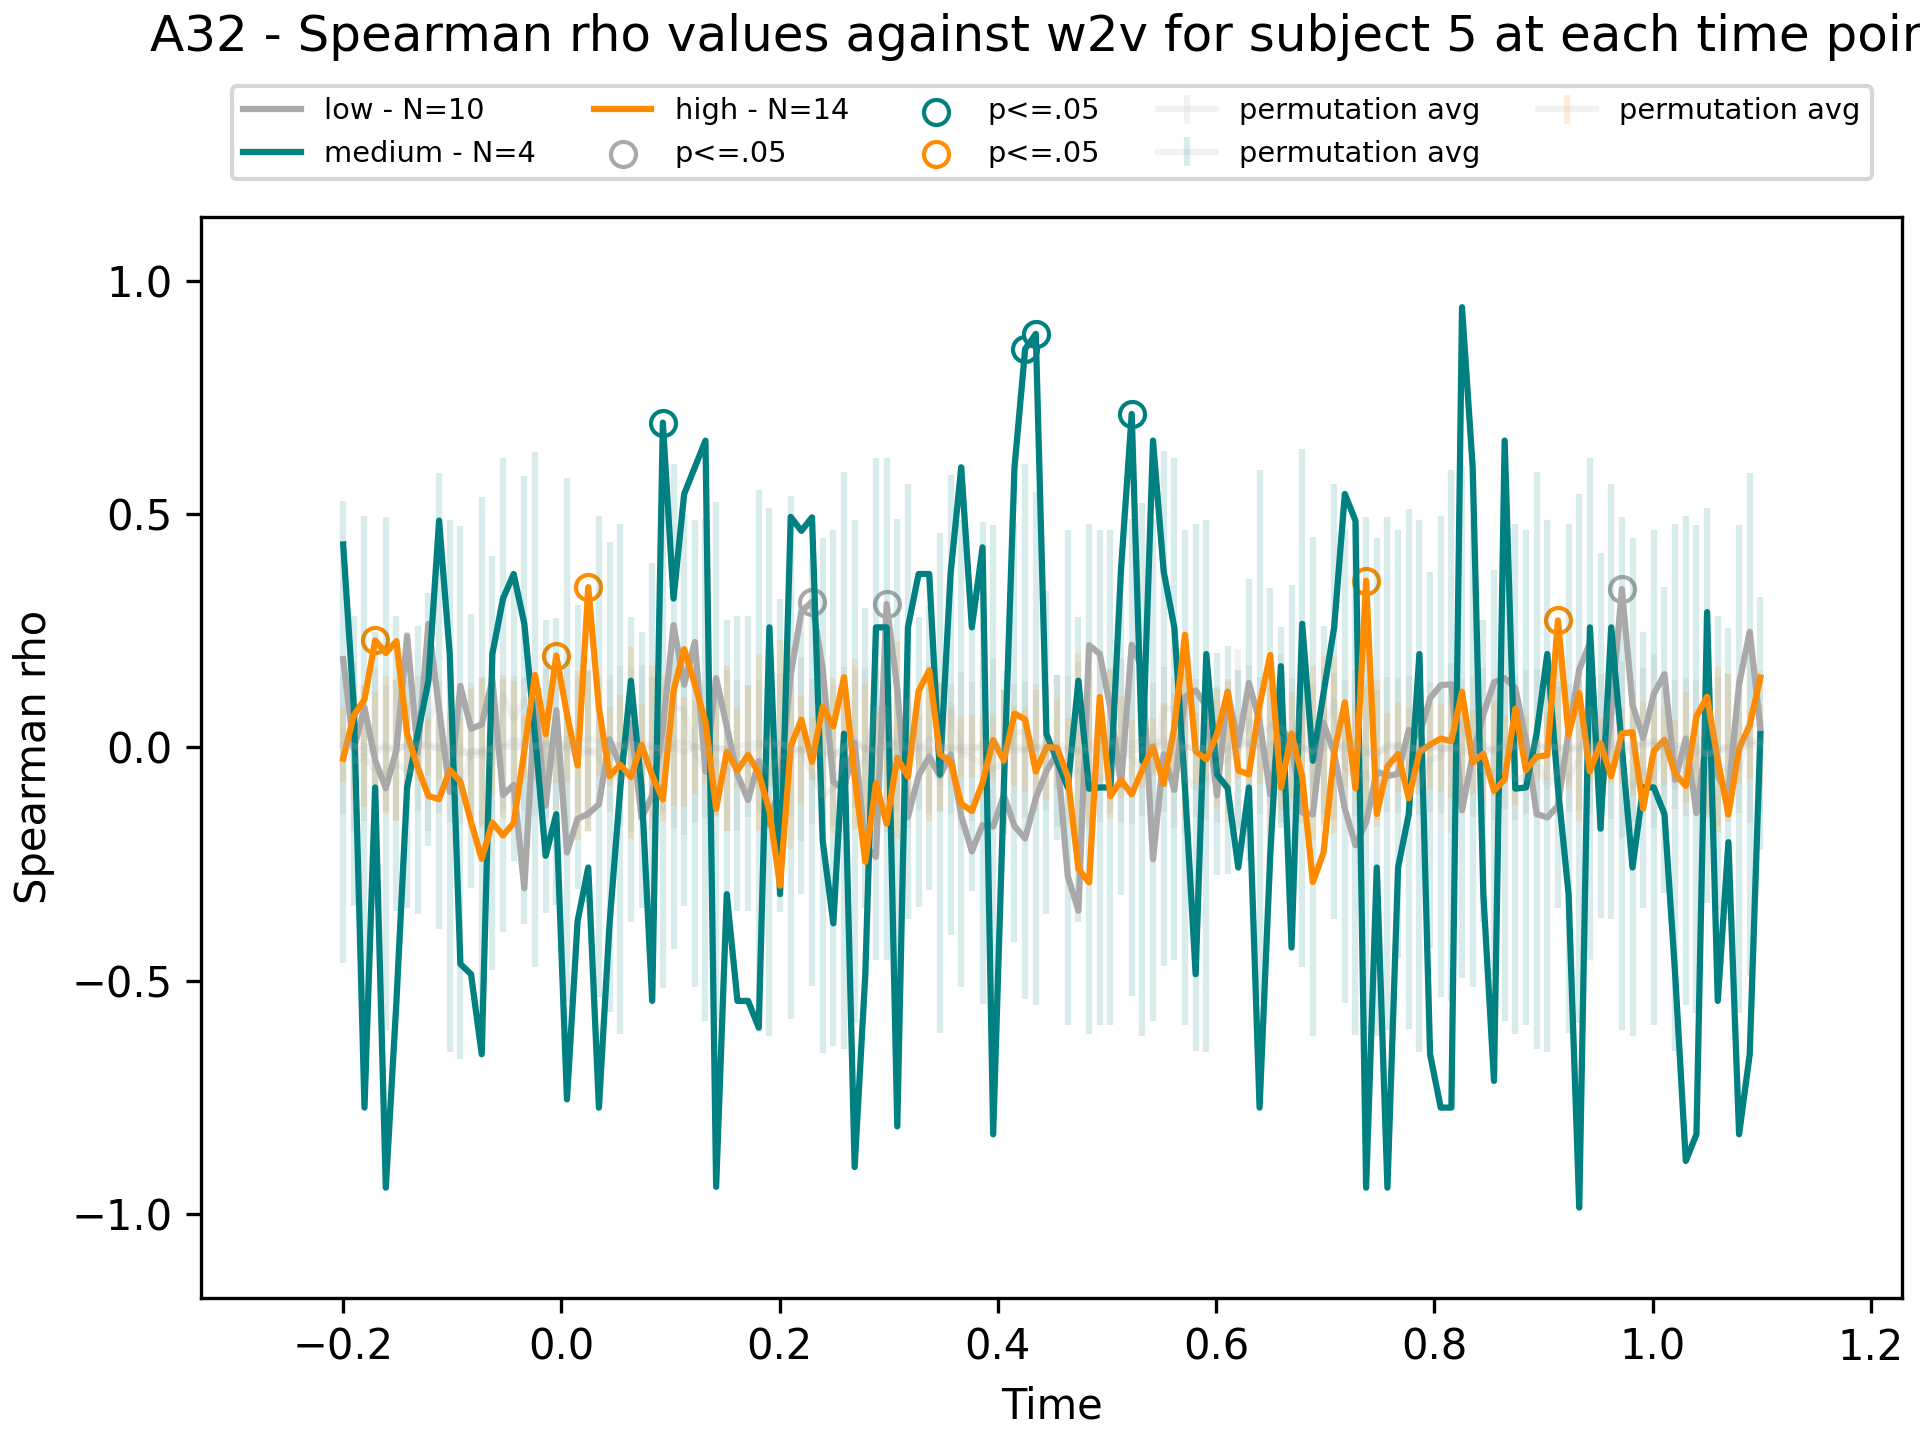 A32 - Spearman rho values against w2v for subject 5 at each time
low - N=10 high - N=14 p<=.05 permutation avg permutation avg
medium - N=4 p<=.05 p<=.05 permutation avg
1.0
0.5
0.0
−0.5
−1.0
Spearman rho
−0.2 0.0 0.2 0.4 0.6 0.8 1.0 1.2
Time